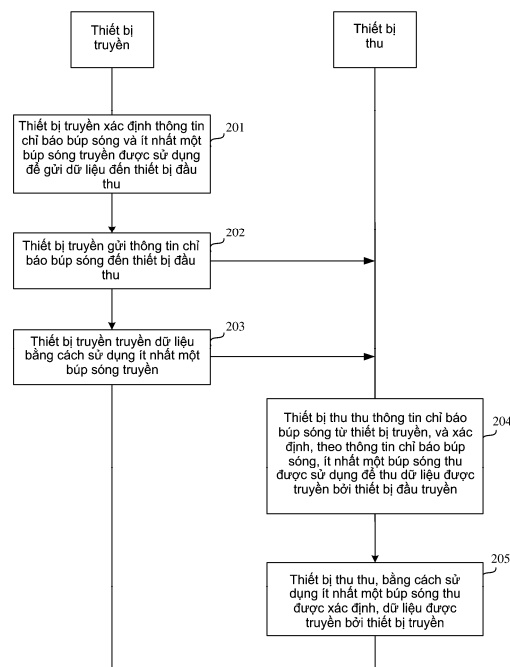 Thiết bị
truyền
Thiết bị
thu
Thiết bị truyền xác định thông tin
chỉ báo búp sóng và ít nhất một
búp sóng truyền được sử dụng
để gửi dữ liệu đến thiết bị đầu
thu
201
Thiết bị truyền gửi thông tin chỉ
báo búp sóng đến thiết bị đầu
thu
202
Thiết bị truyền truyền dữ liệu
bằng cách sử dụng ít nhất một
búp sóng truyền
203
Thiết bị thu thu thông tin chỉ báo
búp sóng từ thiết bị truyền, và xác
định, theo thông tin chỉ báo búp
sóng, ít nhất một búp sóng thu
được sử dụng để thu dữ liệu được
truyền bởi thiết bị đầu truyền
204
Thiết bị thu thu, bằng cách sử
dụng ít nhất một búp sóng thu
được xác định, dữ liệu được
truyền bởi thiết bị truyền
205